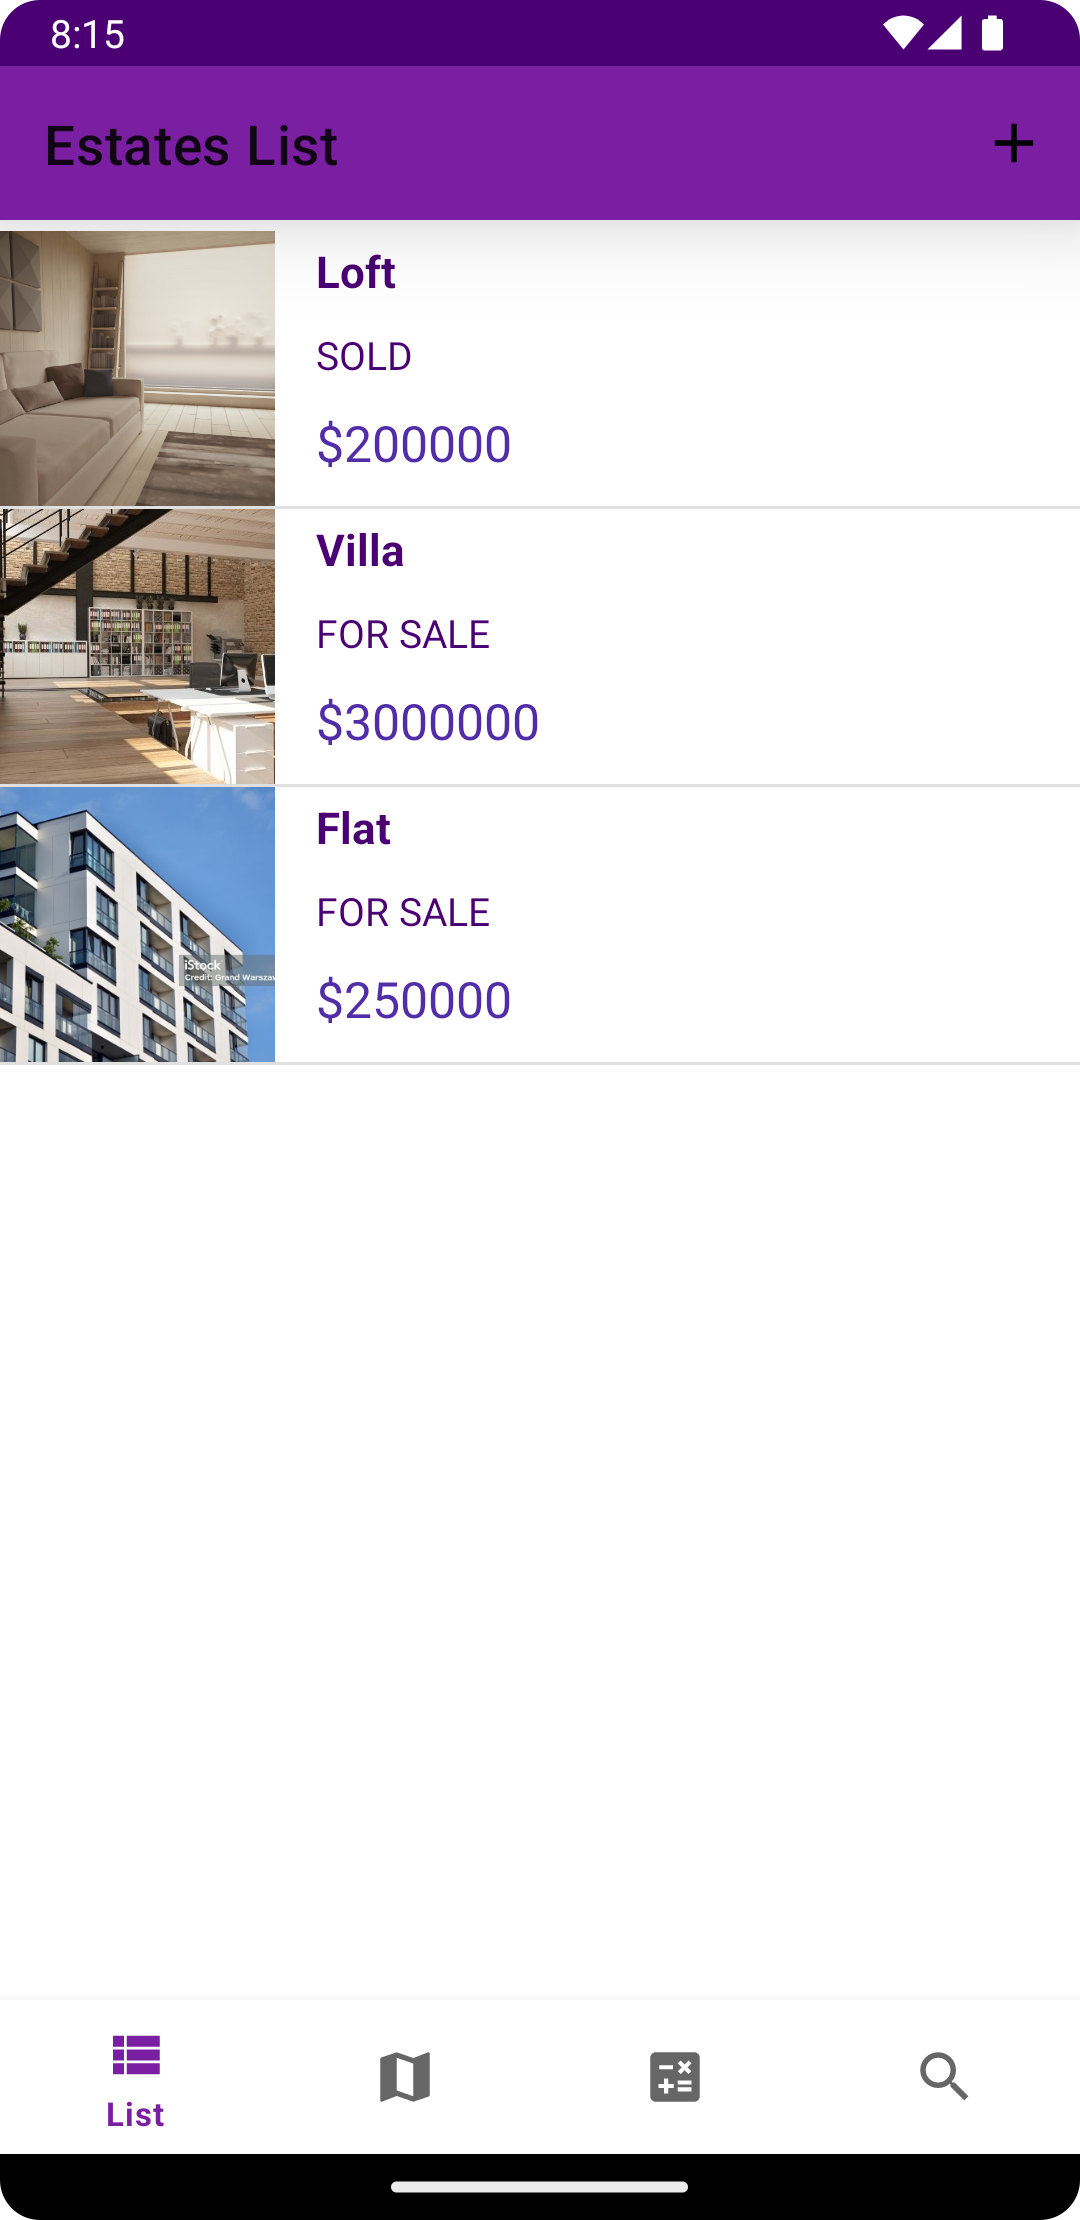 8:15
Estates List
Loft
SOLD
$200000
Villa
FOR SALE
$3000000
Flat
FOR SALE
$250000
iStock
Credit: Grand Warszaw
List